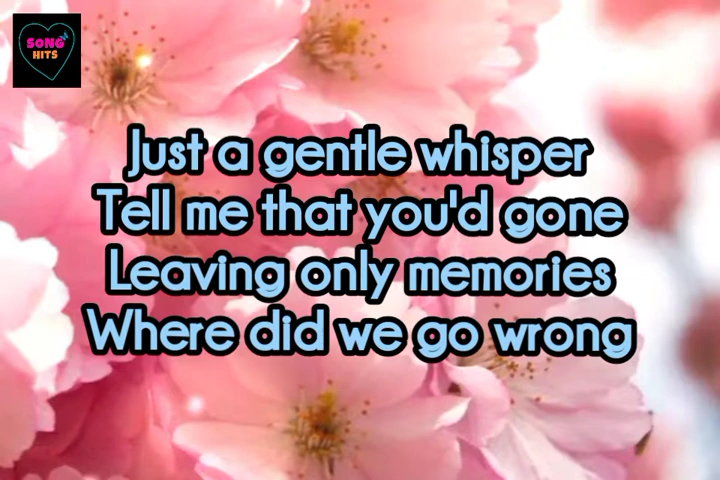 SONG
HITS
Just a gentle whisper
Tell me that you'd gone
Leaving only memories
Where did we go wrong